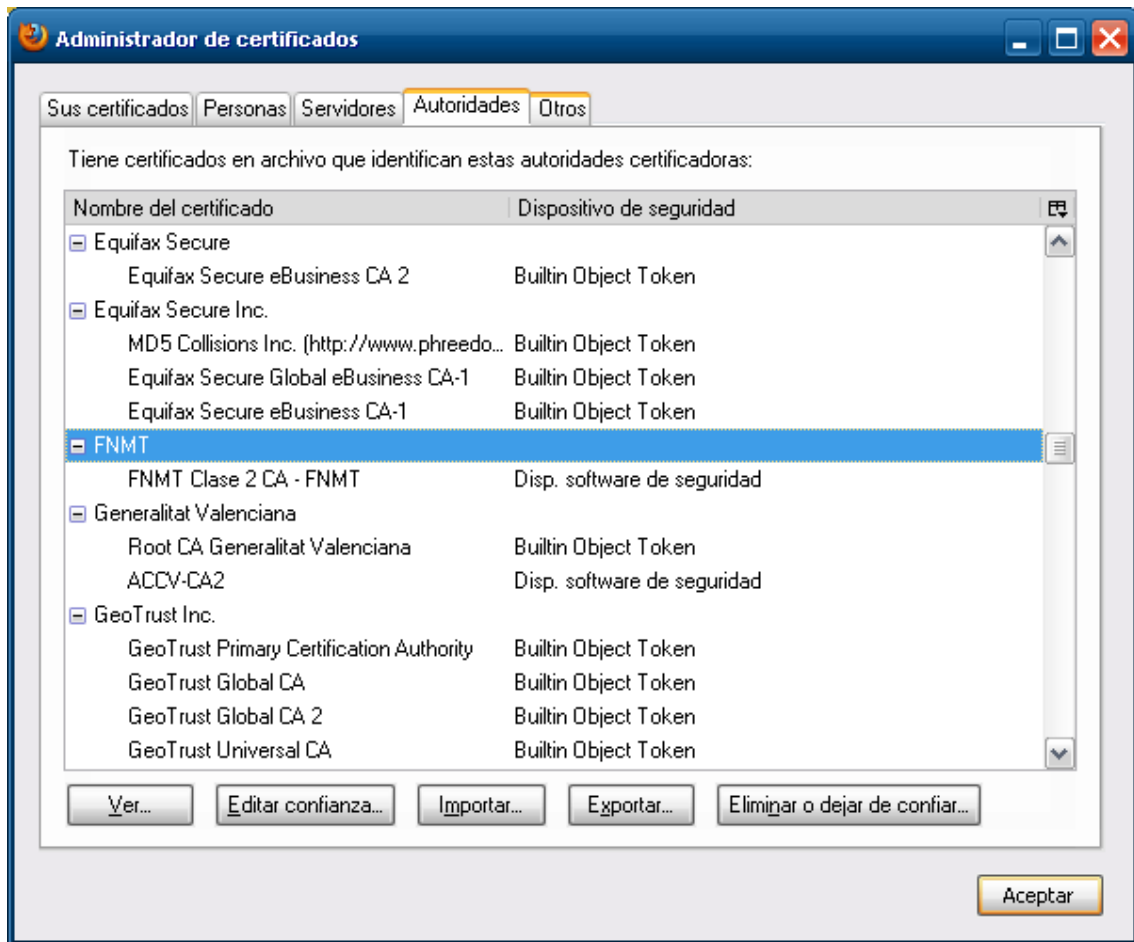 Administrador de certificados
Sus certificados Personas Servidores Autoridades Otros
Tiene certificados en archivo que identifican estas autoridades certificadoras:
Nombre del certificado Dispositivo de seguridad
Equifax Secure
Equifax Secure eBusiness CA 2 Builtin Object Token
Equifax Secure Inc.
MD5 Collisions Inc. (http://www.phreedo... Builtin Object Token
Equifax Secure Global eBusiness CA-1 Builtin Object Token
Equifax Secure eBusiness CA-1 Builtin Object Token
FNMT
FNMT Clase 2 CA - FNMT Disp. software de seguridad
Generalitat Valenciana
Root CA Generalitat Valenciana Builtin Object Token
ACCV-CA2 Disp. software de seguridad
GeoTrust Inc.
GeoTrust Primary Certification Authority Builtin Object Token
GeoTrust Global CA Builtin Object Token
GeoTrust Global CA 2 Builtin Object Token
GeoTrust Universal CA Builtin Object Token
Ver... Editar confianza... Importar... Exportar... Eliminar o dejar de confiar...
Aceptar